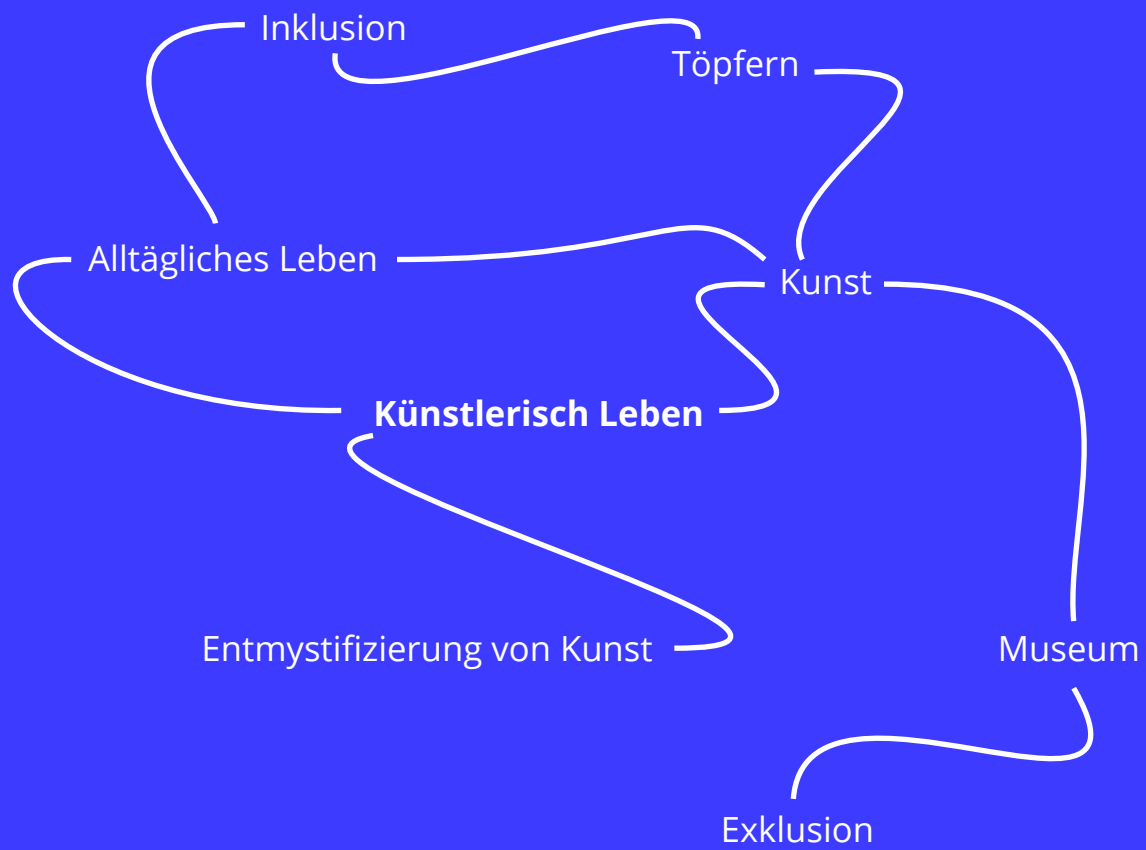 Inklusion
Töpfern
Alltägliches Leben
Kunst
Künstlerisch Leben
Entmystifizierung von Kunst
Museum
Exklusion